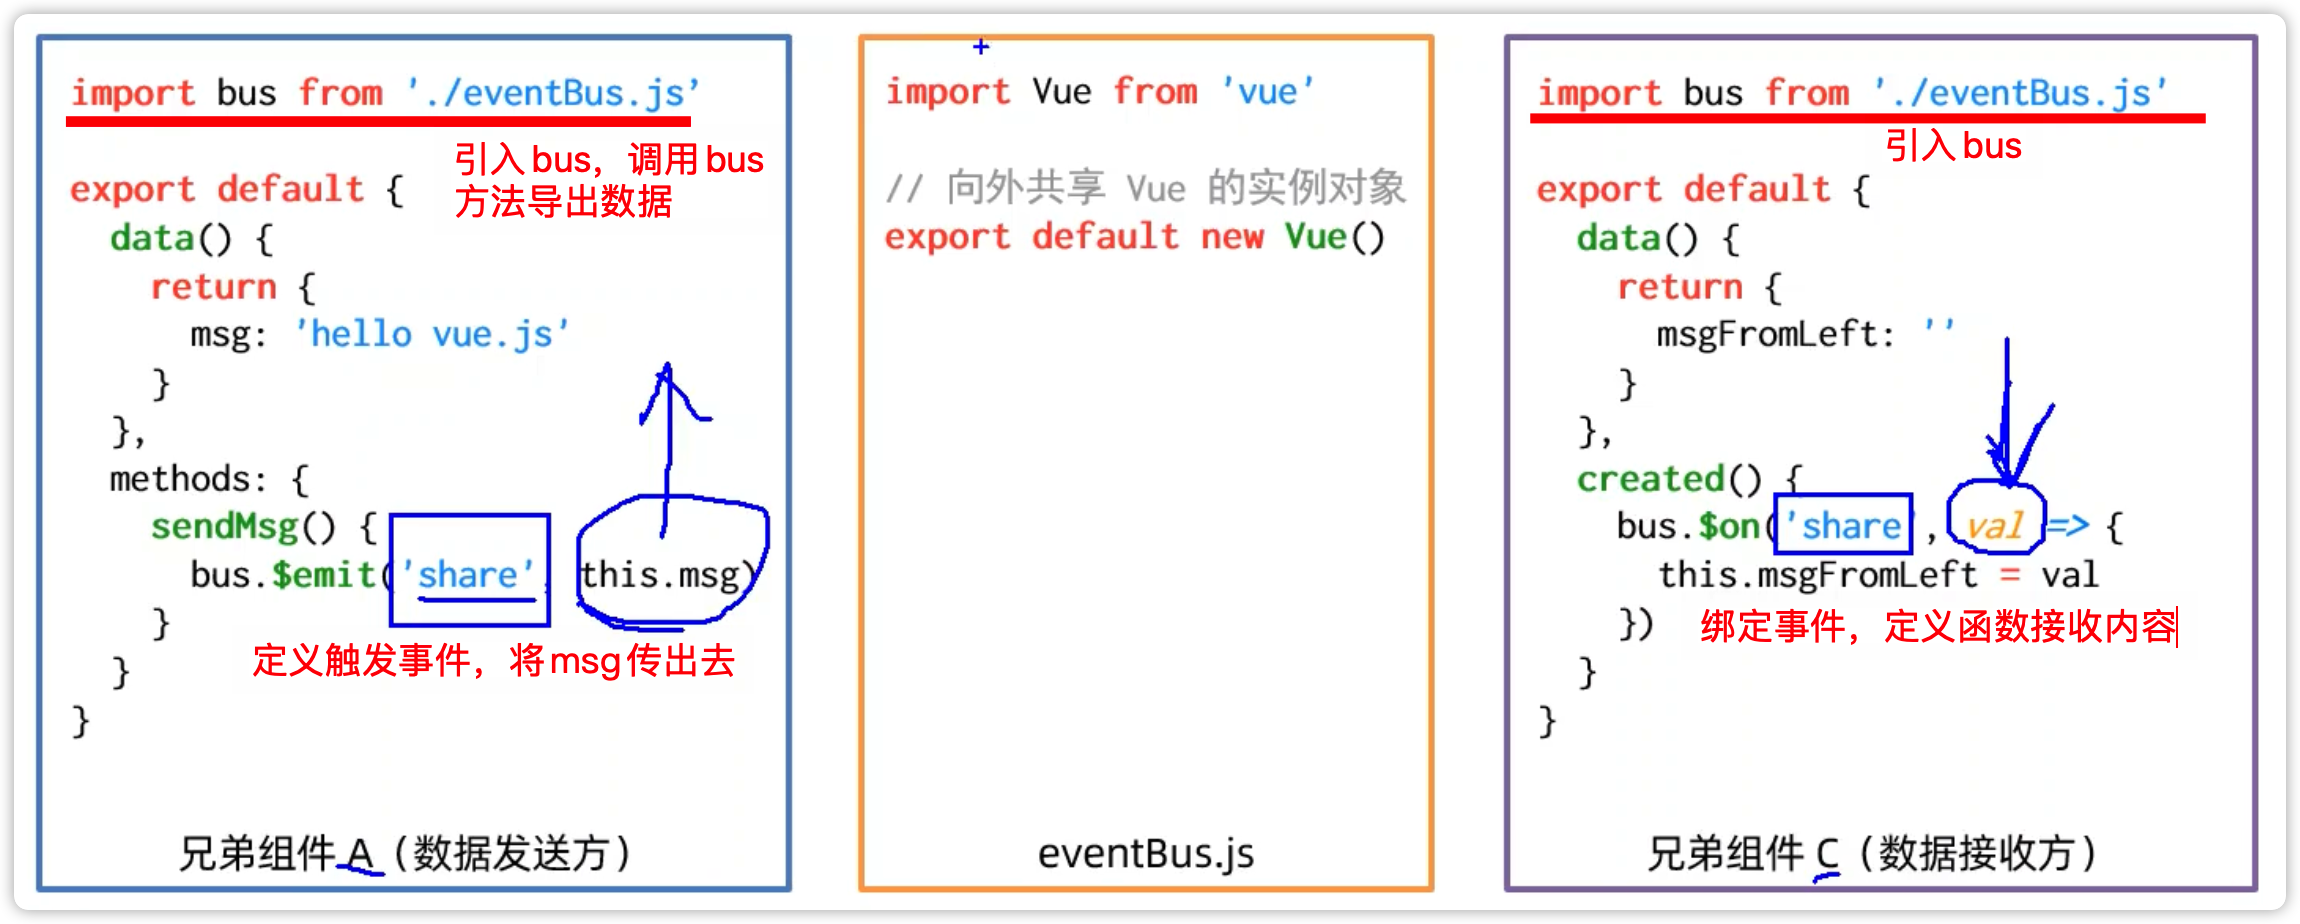 import bus from './eventBus.js’
引入bus，调用bus
方法导出数据
export default {
data() {
return {
msg: 'hello vue.js'
}
},
methods: {
sendMsg() {
bus.$emit('share', this.msg)
}
定义触发事件，将msg传出去
}
}
兄弟组件 A（数据发送方）
import Vue from 'vue'
// 向外共享 Vue 的实例对象
export default new Vue()
eventBus.js
import bus from './eventBus.js'
引入bus
export default {
data() {
return {
msgFromLeft: ''
}
},
created() {
bus.$on('share', val => {
this.msgFromLeft = val
})
绑定事件，定义函数接收内容
}
}
兄弟组件 C（数据接收方）